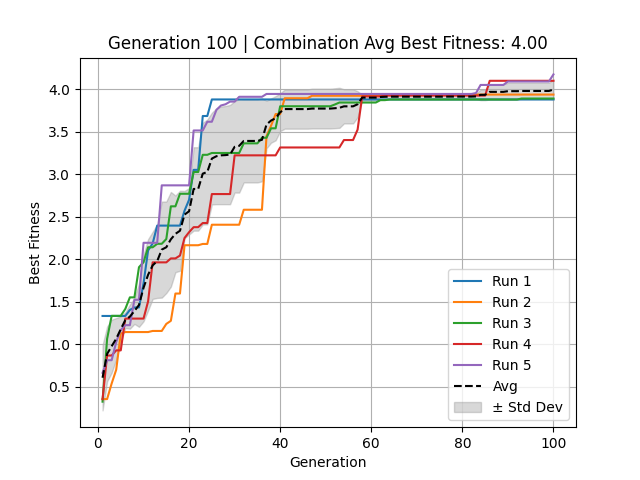 Generation 100 | Combination Avg Best Fitness: 4.00
Best Fitness
4.0
3.5
3.0
2.5
2.0
1.5
1.0
0.5
Run 1
Run 2
Run 3
Run 4
Run 5
Avg
± Std Dev
0 20 40 60 80 100
Generation